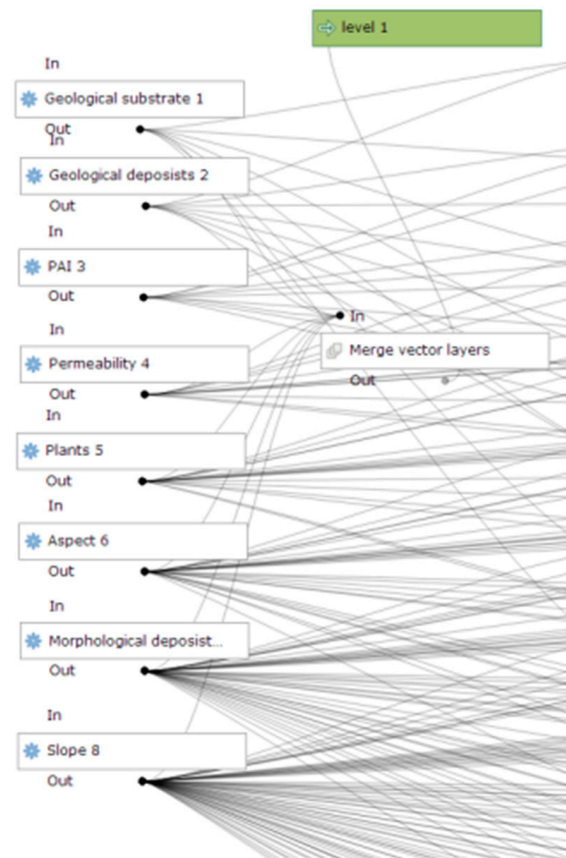 level 1
In
Geological substrate 1
Out
In
Geological deposists 2
Out
In
PAI 3
Out
In
In
Merge vector layers
Out
Permeability 4
Out
In
Plants 5
Out
In
Aspect 6
Out
In
Morphological deposist...
Out
In
Slope 8
Out